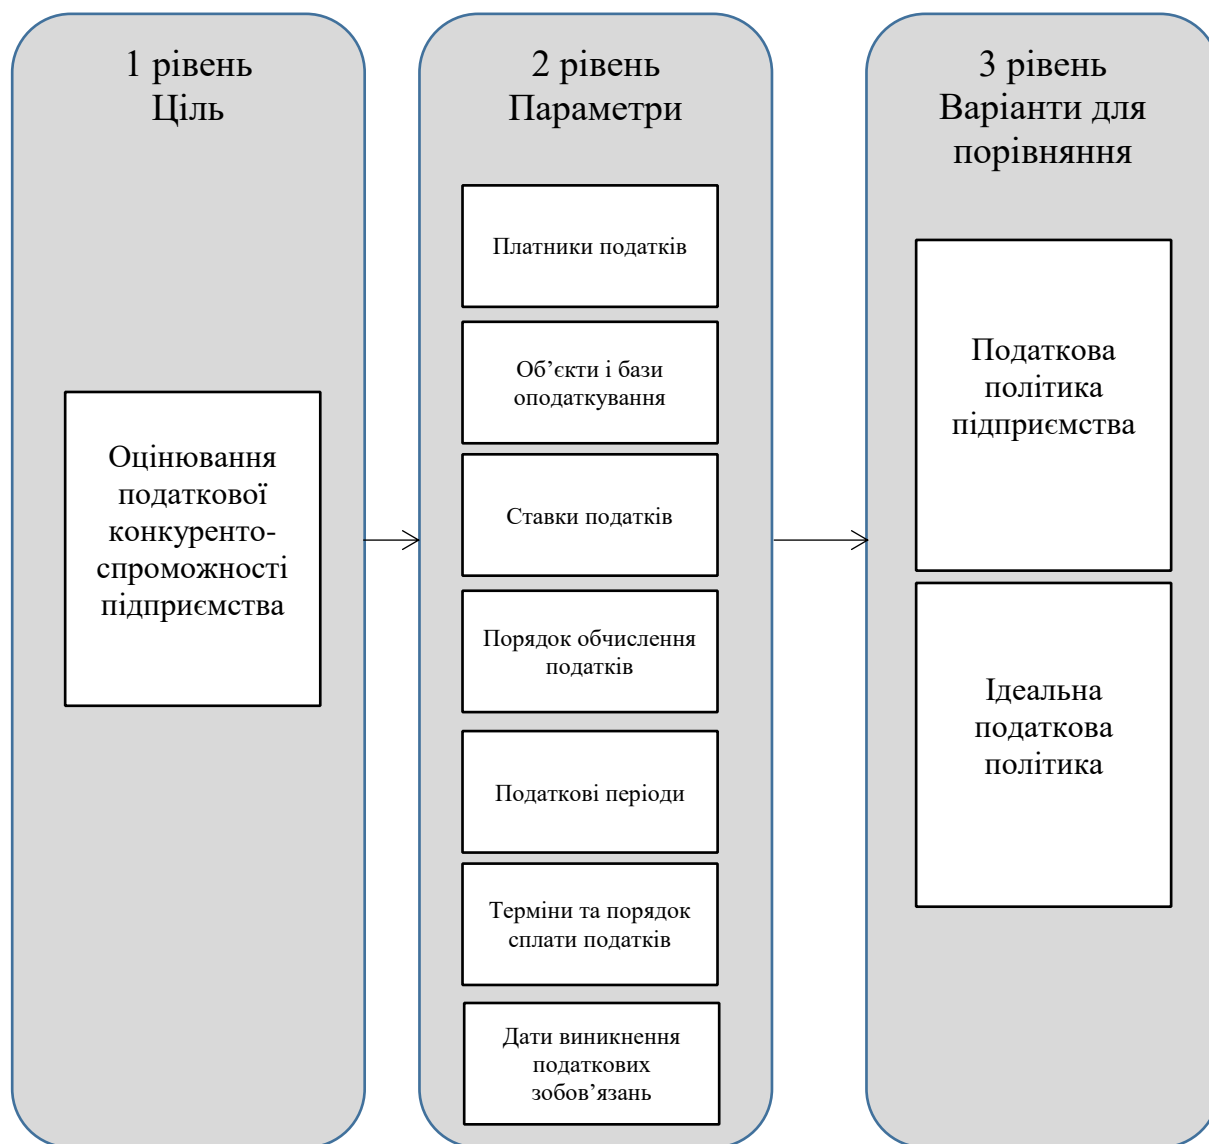 1 рівень
Ціль
Оцінювання
податкової
конкуренто-
спроможності
підприємства
2 рівень
Параметри
Платники податків
Об’єкти і бази
оподаткування
Ставки податків
Порядок обчислення
податків
Податкові періоди
Терміни та порядок
сплати податків
Дати виникнення
податкових
зобов’язань
3 рівень
Варіанти для
порівняння
Податкова
політика
підприємства
Ідеальна
податкова
політика